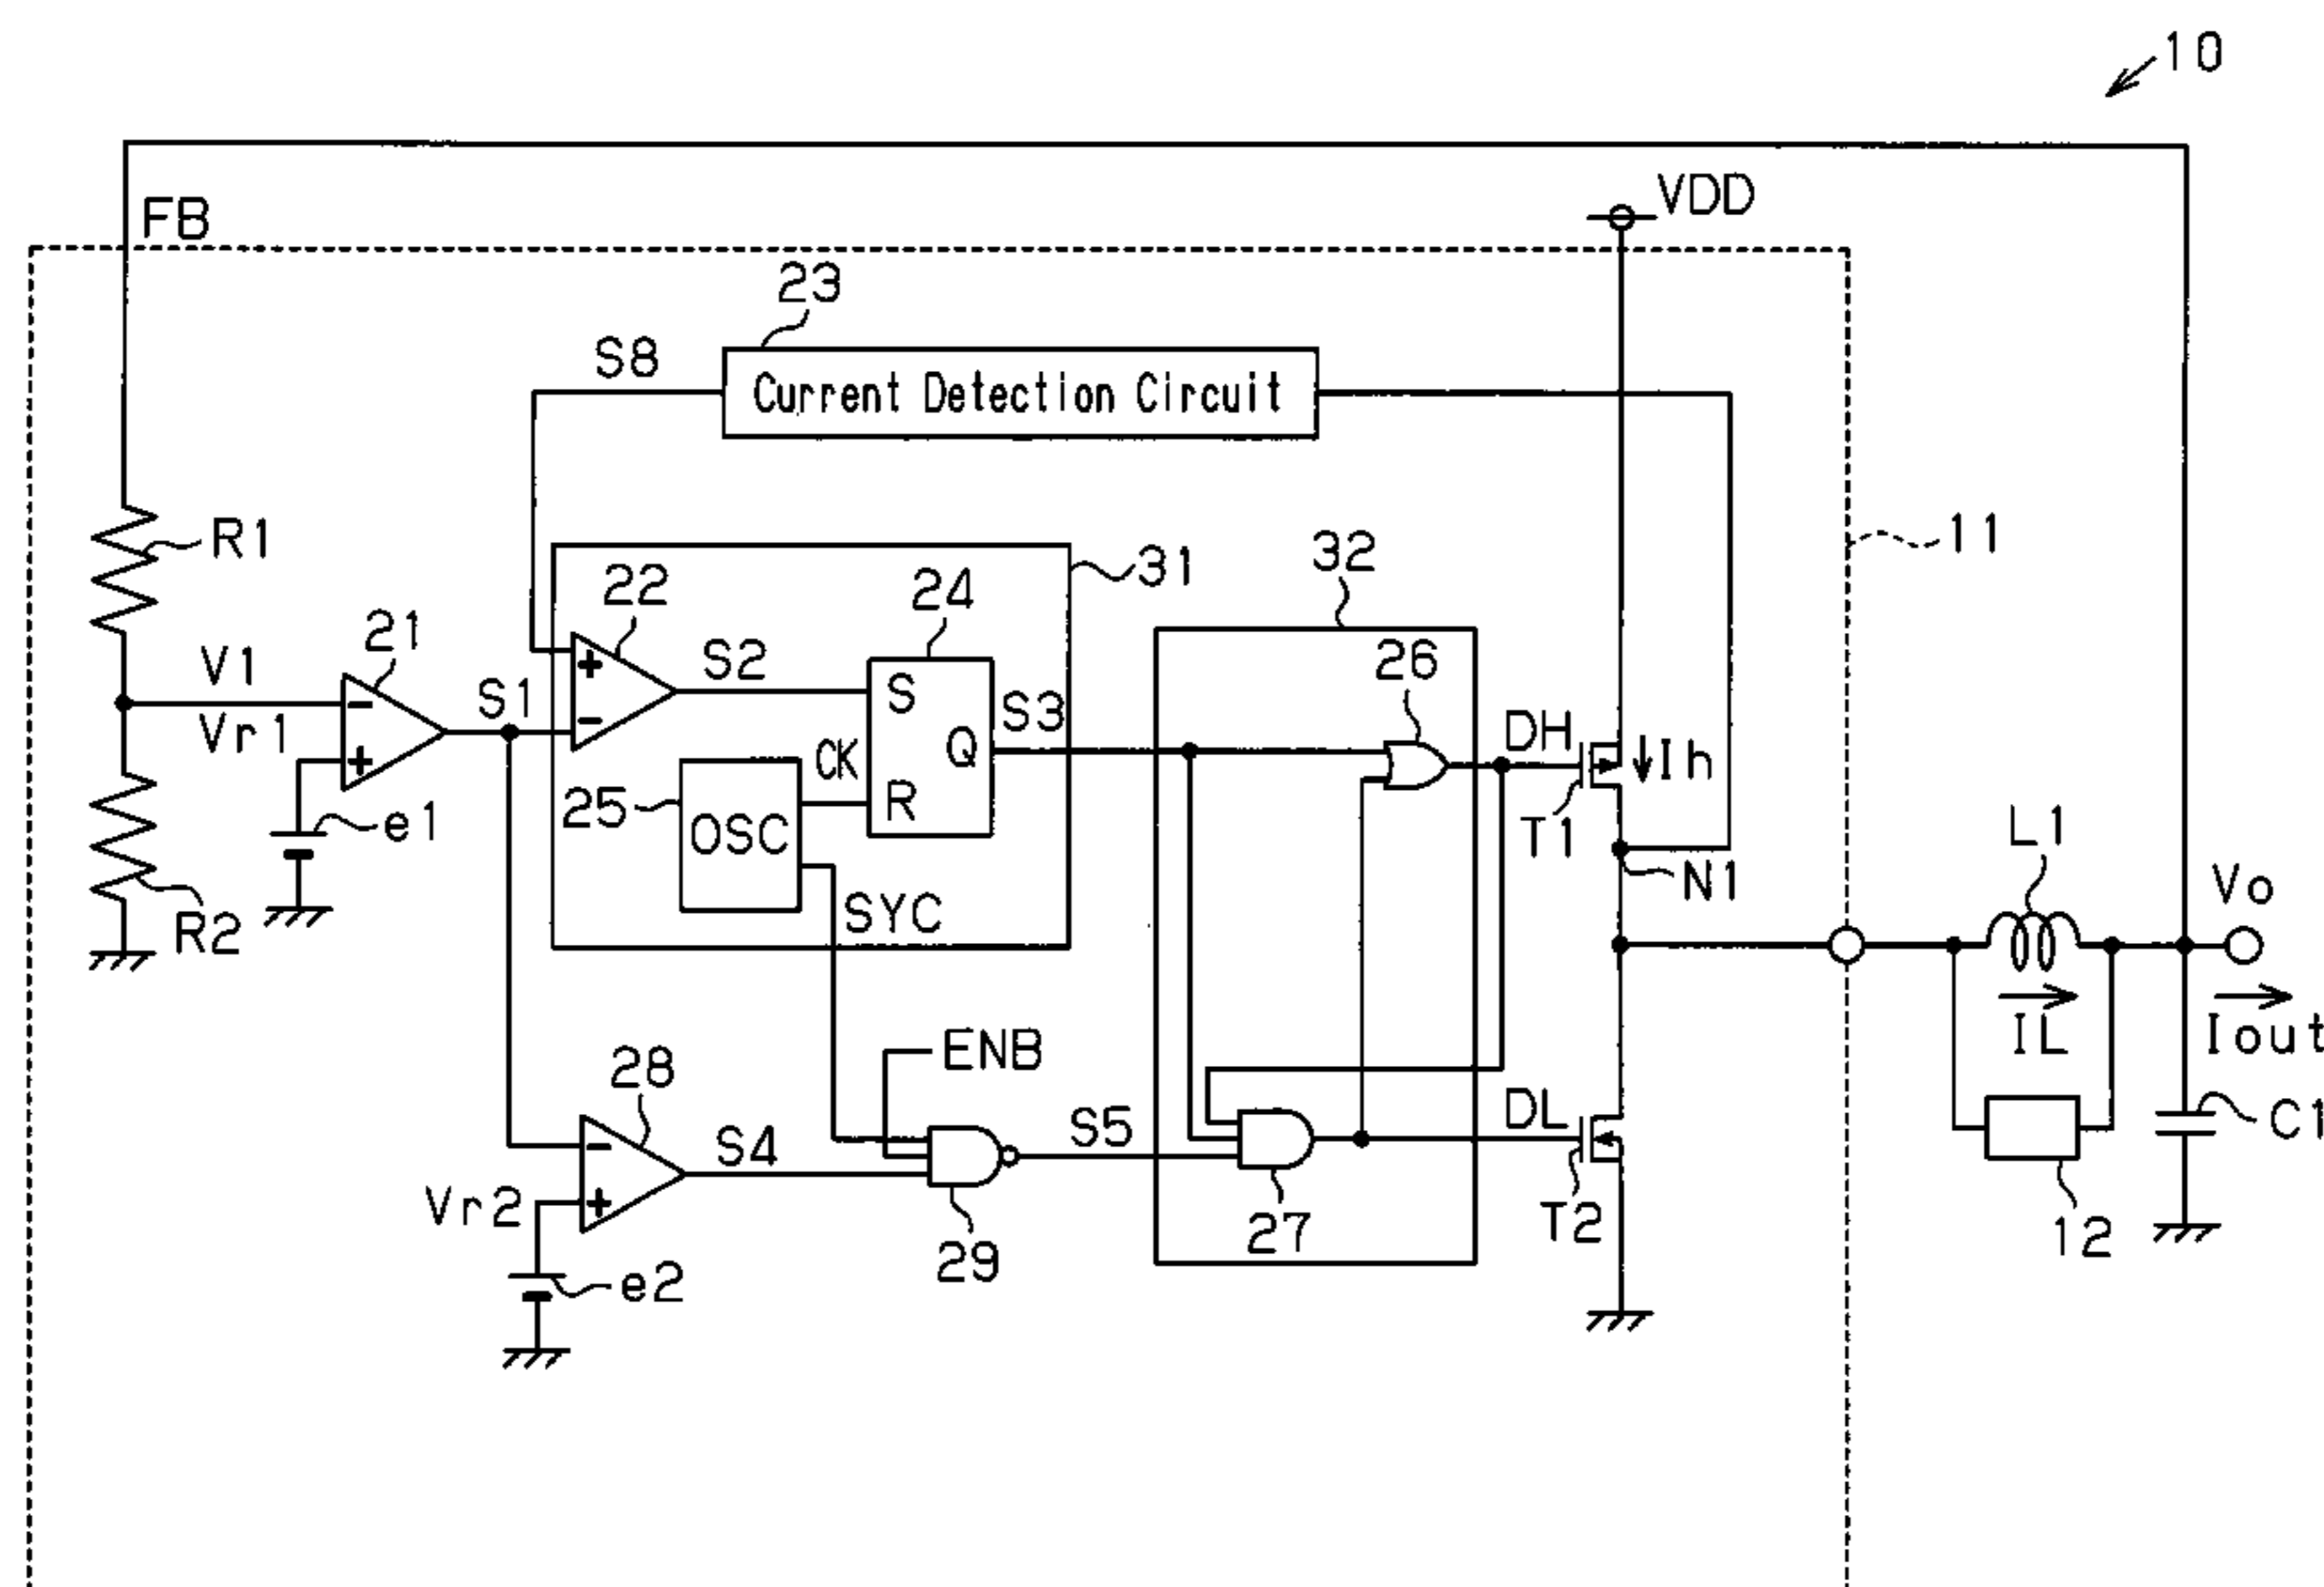 10
FB
VDD
23
S8
Current Detection Circuit
R1
11
31
32
22
24
21
V1
S2
26
S1
S
S3
DH
Vr1
+
-
-
Q
CK
Ih
+
25
R
e1
OSC
T1
L1
N1
Vo
R2
SYC
IL
Iout
ENB
28
DL
S5
C1
S4
-
Vr2
+
27
T2
12
29
e2